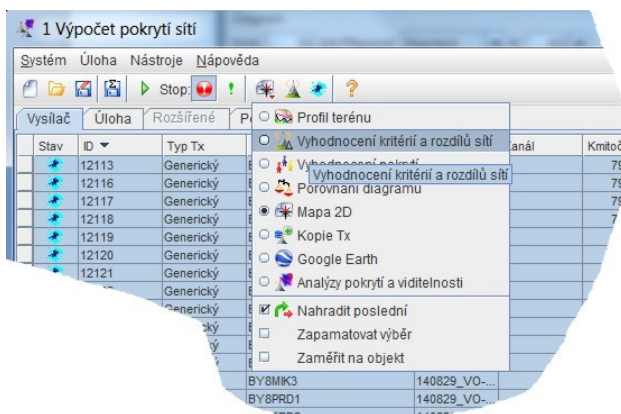 1 Výpočet pokrytí sítí
Systém Úloha Nástroje Nápověda
Stop:
Vysílač Úloha Rozšířené
Stav ID Typ Tx anál Kmitoč
12113 Generický
12116 Generický
12117 Generický
12118 Generický
12119 Generický
12120 Generický
12121 Generický
Generický
Profil terénu
Vyhodnocení kritérií a rozdílů sítí
Vyhodnocení pokrytí
Vyhodnocení kritérií a rozdílů sítí
Porovnání diagramu
Mapa 2D
Kopie Tx
Google Earth
Analýzy pokrytí a viditelnosti
Nahradit poslední
Zapamatovat výběr
Zaměřit na objekt
BY8MIK3 140829_VO-...
BY8PRD1 140829_VO-...